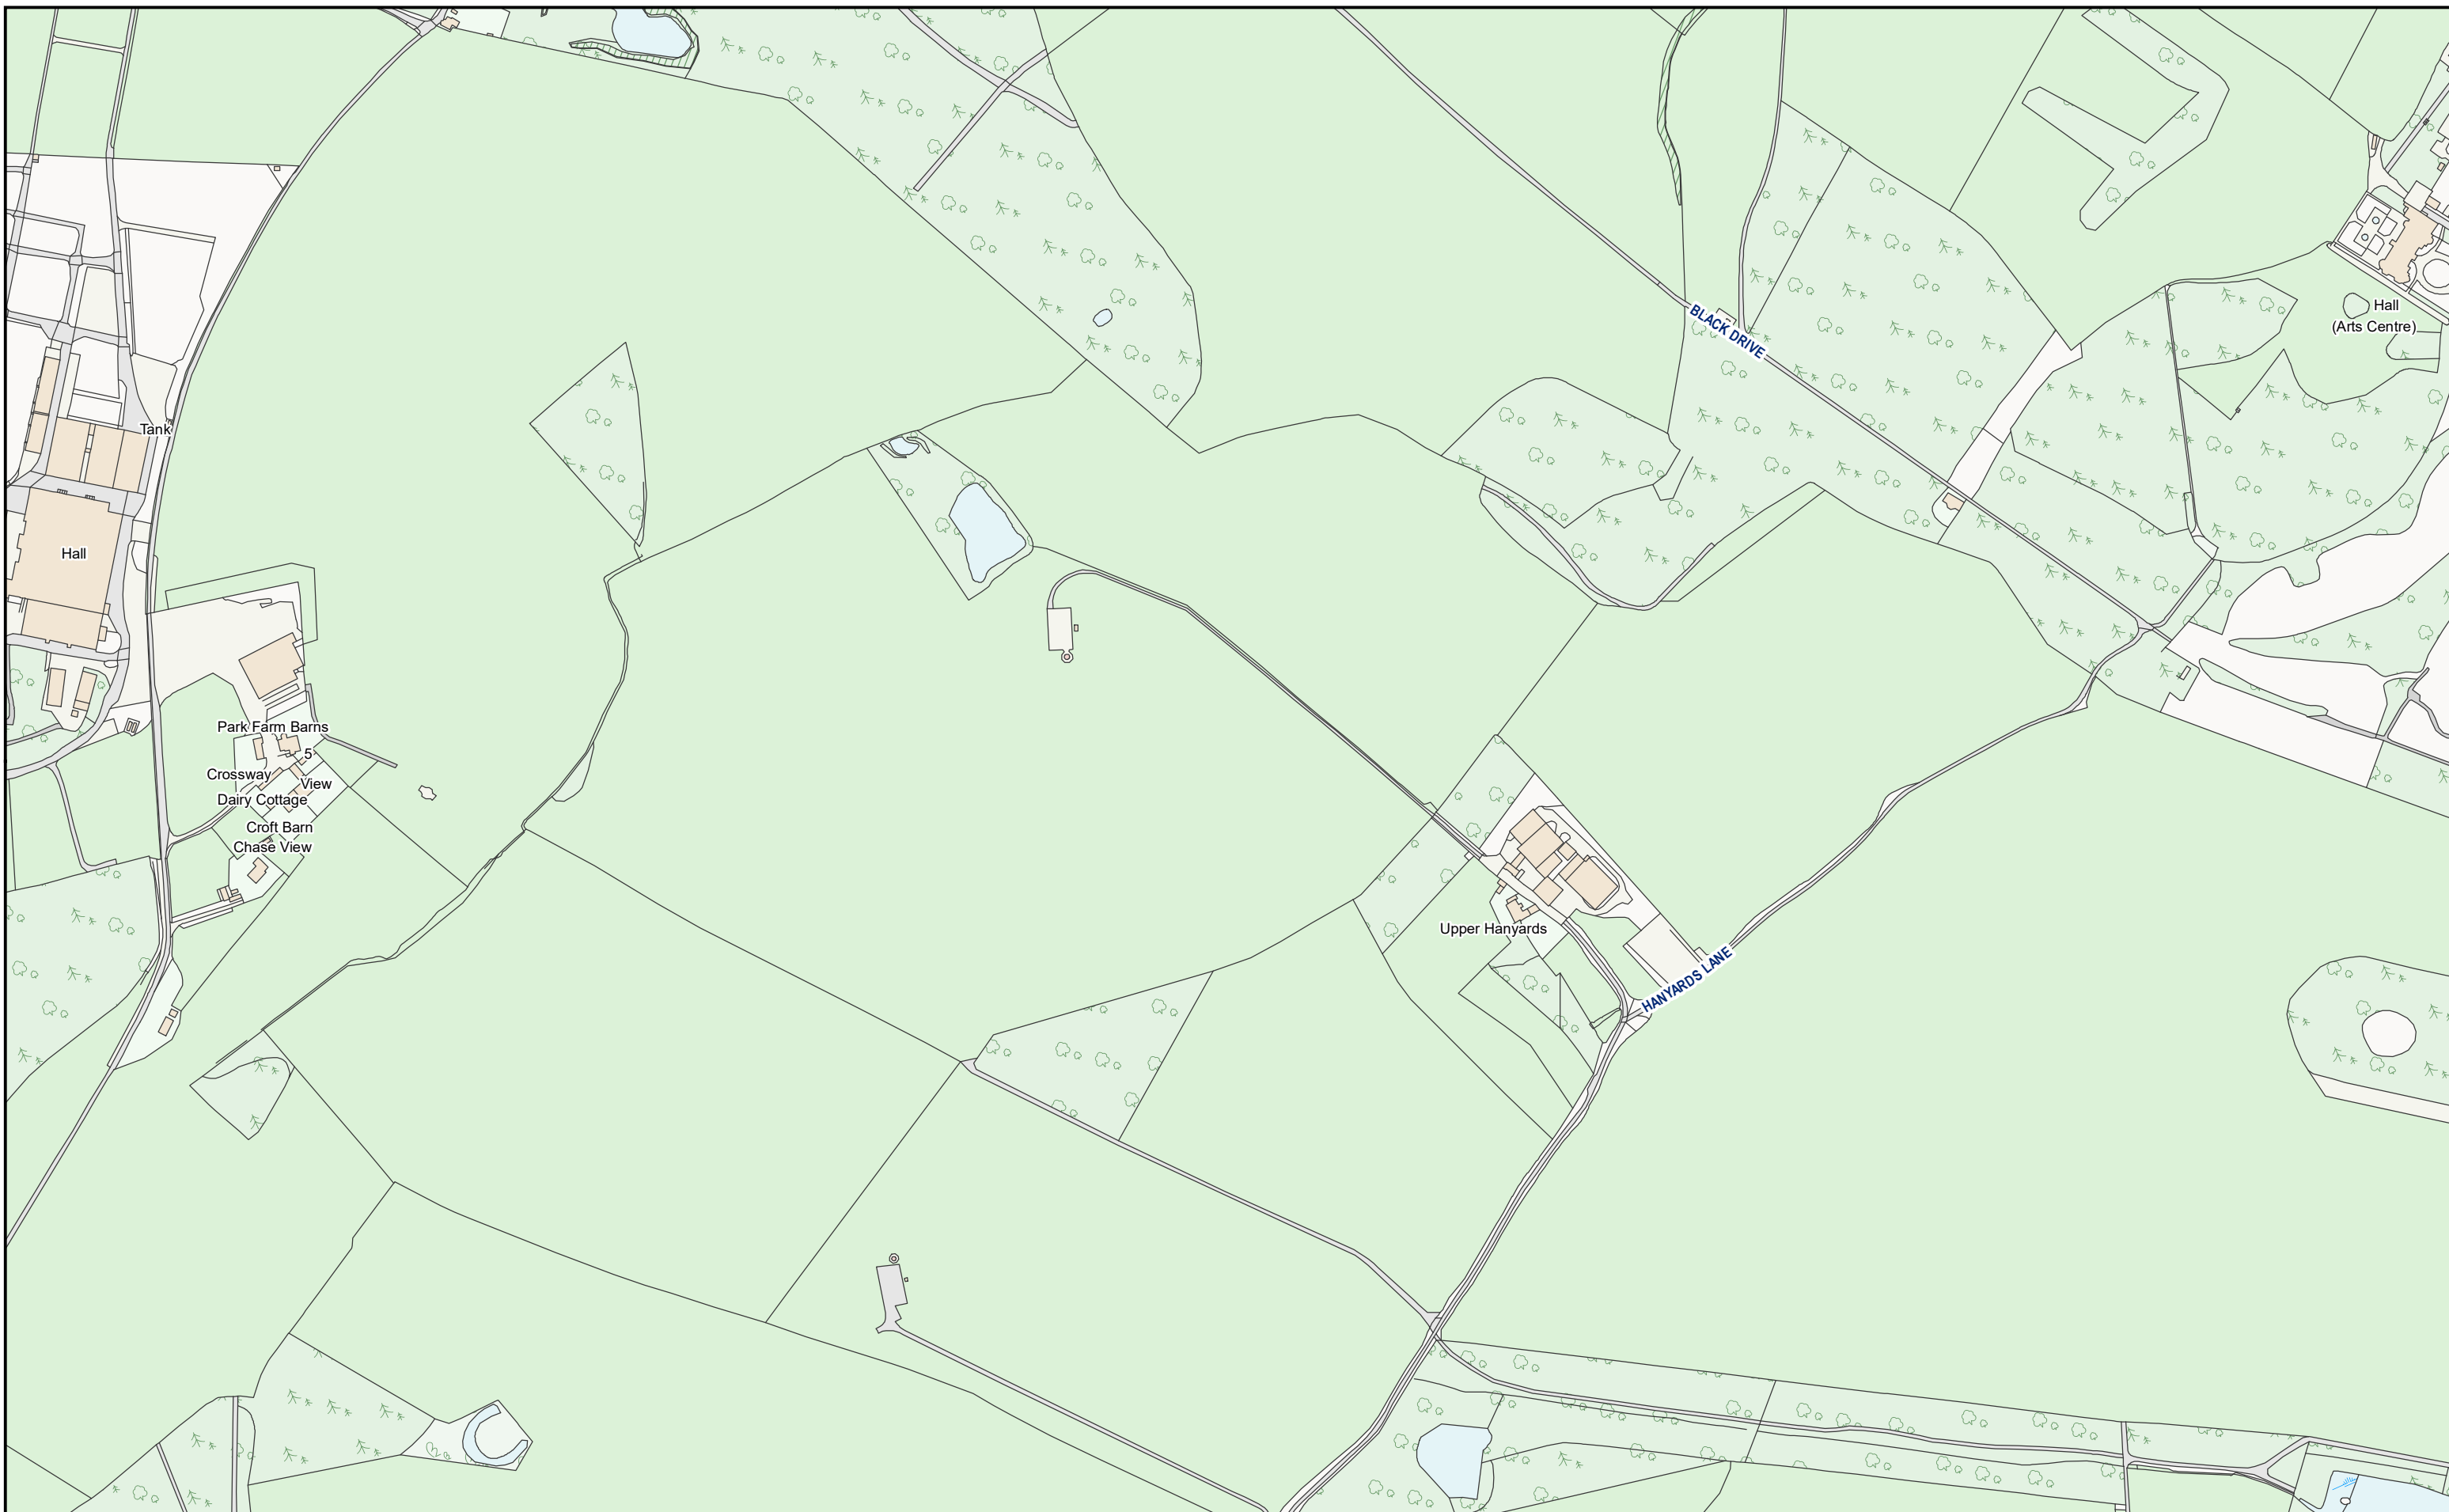 BLACK DRIVE
Hall
(Arts Centre)
Tank
Hall
Park Farm Barns
5
Crossway
View
Dairy Cottage
Croft Barn
Chase View
Upper Hanyards
HANYARDS LANE